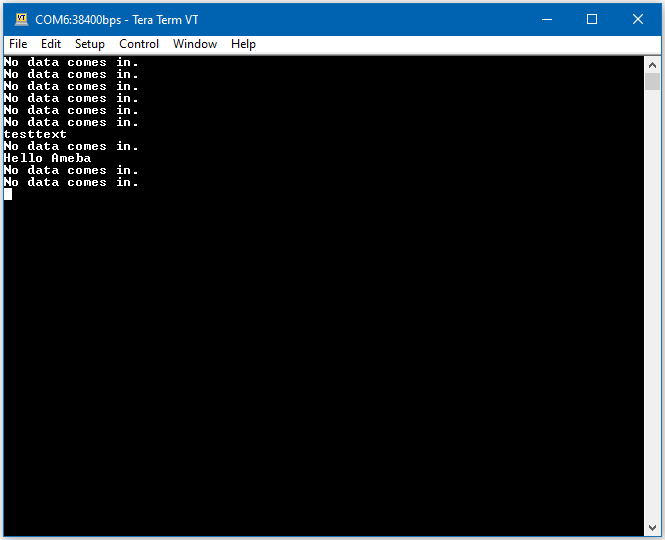 COM6:38400bps - Tera Term VT
File Edit Setup Control Window Help
No data comes in.
No data comes in.
No data comes in.
No data comes in.
No data comes in.
No data comes in.
testtext
No data comes in.
Hello Ameba
No data comes in.
No data comes in.